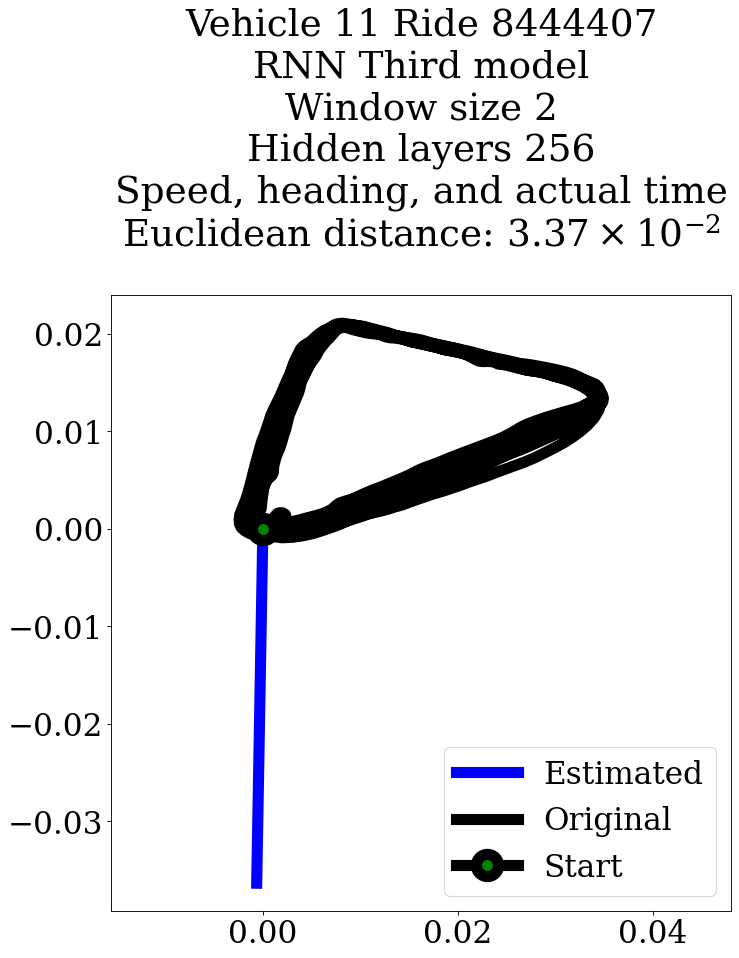 Vehicle 11 Ride 8444407
RNN Third model
Window size 2
Hidden layers 256
Speed, heading, and actual time
Euclidean distance: 3.37 × 10⁻²
0.02
0.01
0.00
−0.01
−0.02
−0.03
Estimated
Original
Start
0.00 0.02 0.04